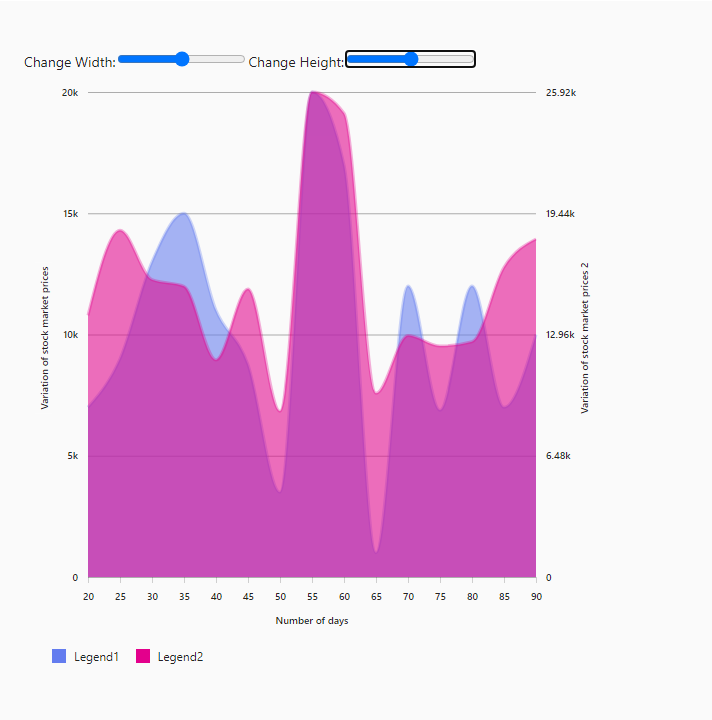 Change Width: Change Height:
20k 25.92k
15k 19.44k
Variation of stock market prices
Variation of stock market prices 2
10k 12.96k
5k 6.48k
0 0
20 25 30 35 40 45 50 55 60 65 70 75 80 85 90
Number of days
Legend1 Legend2